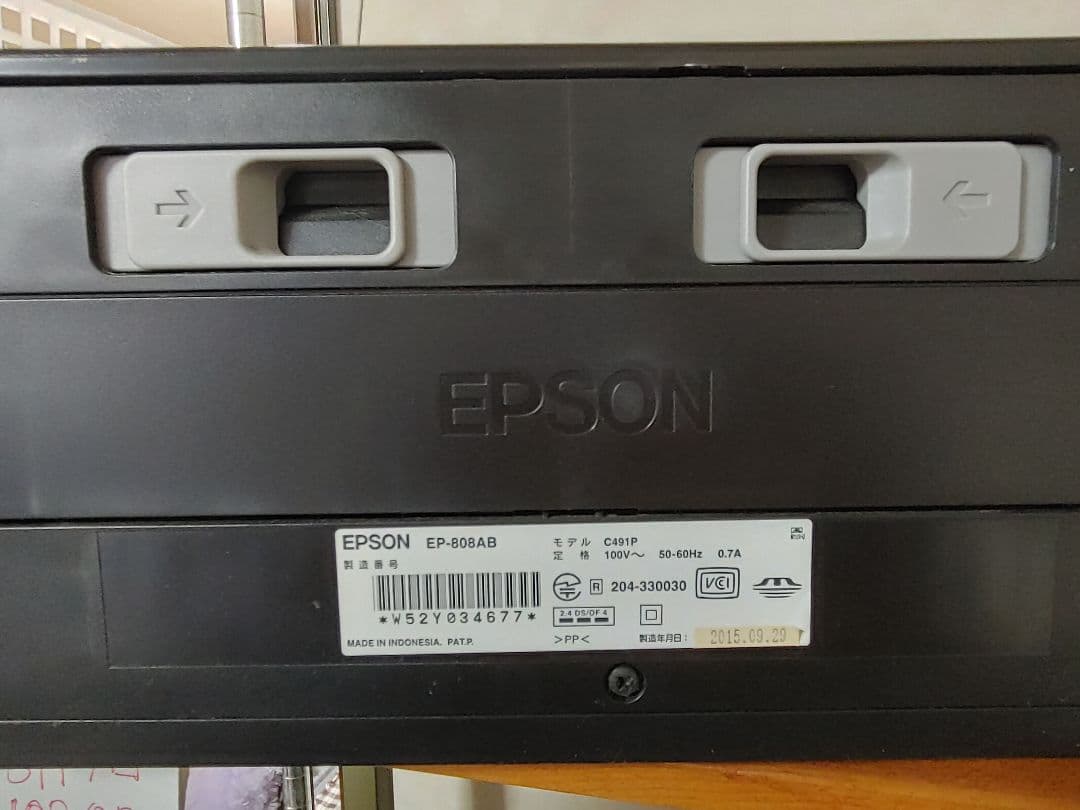 EPSON
EPSON EP-808AB
製造番号
*W52Y034677*
MADE IN INDONESIA. PAT.P.
モデル C491P
定格 100V～ 50-60Hz 0.7A
R 204-330030 VCI
2.4 DS/OF 4
>PP<
製造年月日: 2015.09.29